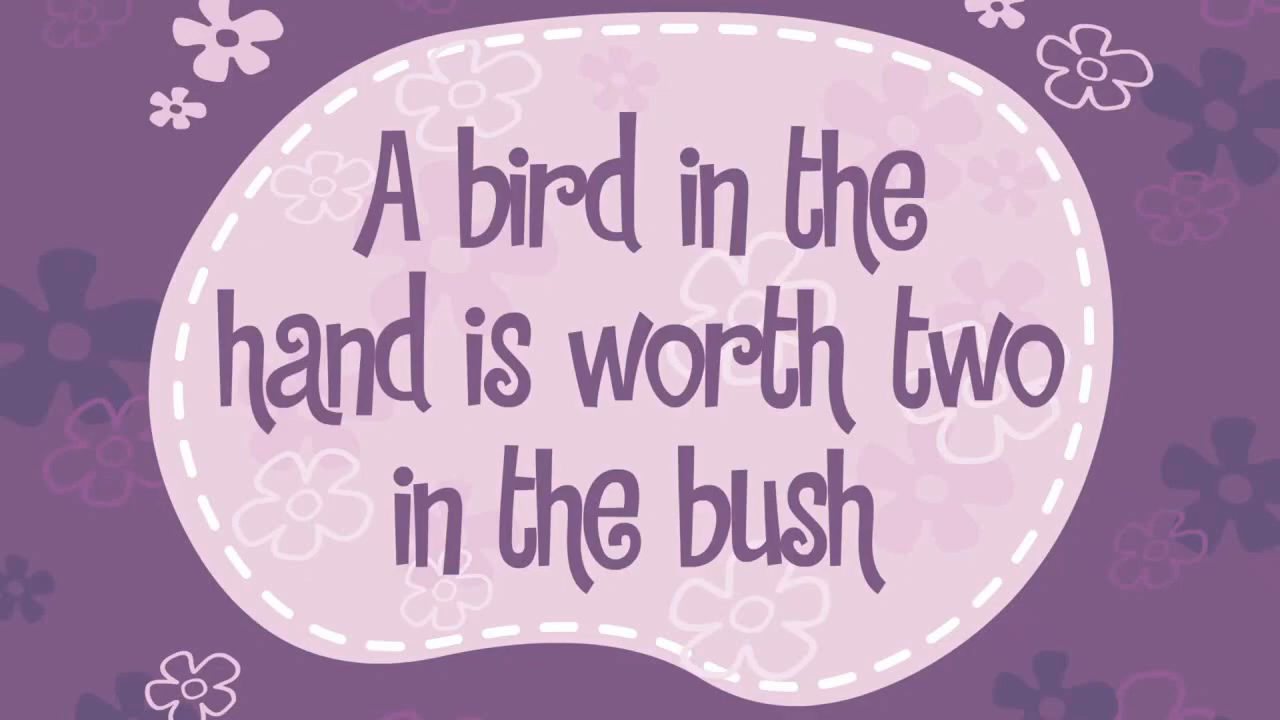 A bird in the
hand is worth two
in the bush